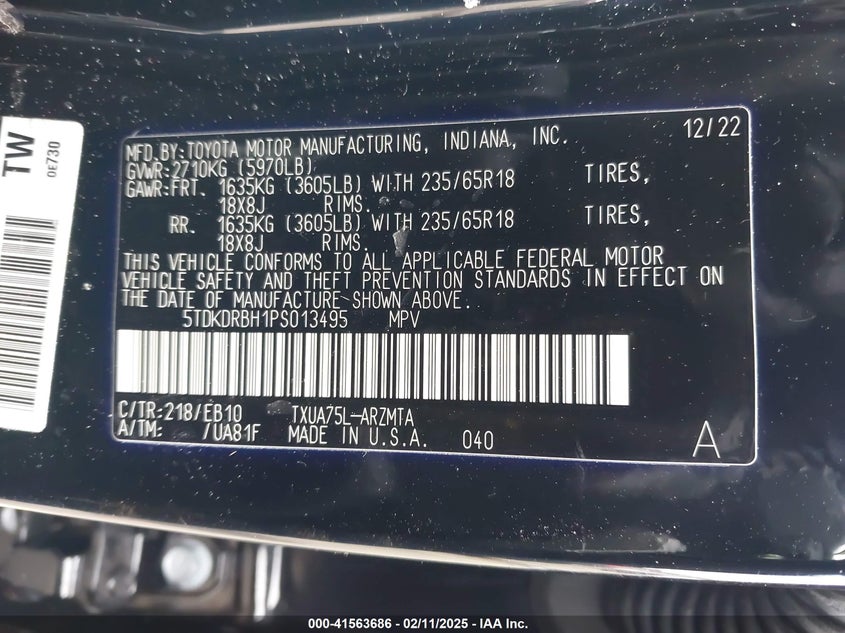 TW
0E730
MFD.BY:TOYOTA MOTOR MANUFACTURING, INDIANA, INC. 12/22
GVWR:2710KG (5970LB)
GAWR:FRT. 1635KG (3605LB) WITH 235/65R18 TIRES,
18X8J RIMS.
RR. 1635KG (3605LB) WITH 235/65R18 TIRES,
18X8J RIMS.
THIS VEHICLE CONFORMS TO ALL APPLICABLE FEDERAL MOTOR
VEHICLE SAFETY AND THEFT PREVENTION STANDARDS IN EFFECT ON
THE DATE OF MANUFACTURE SHOWN ABOVE.
5TDKDRBH1PS013495 MPV
C/TR:218/EB10 TXUA75L-ARZMTA
A/TM: /UA81F MADE IN U.S.A. 040 A
000-41563686 - 02/11/2025 - IAA Inc.